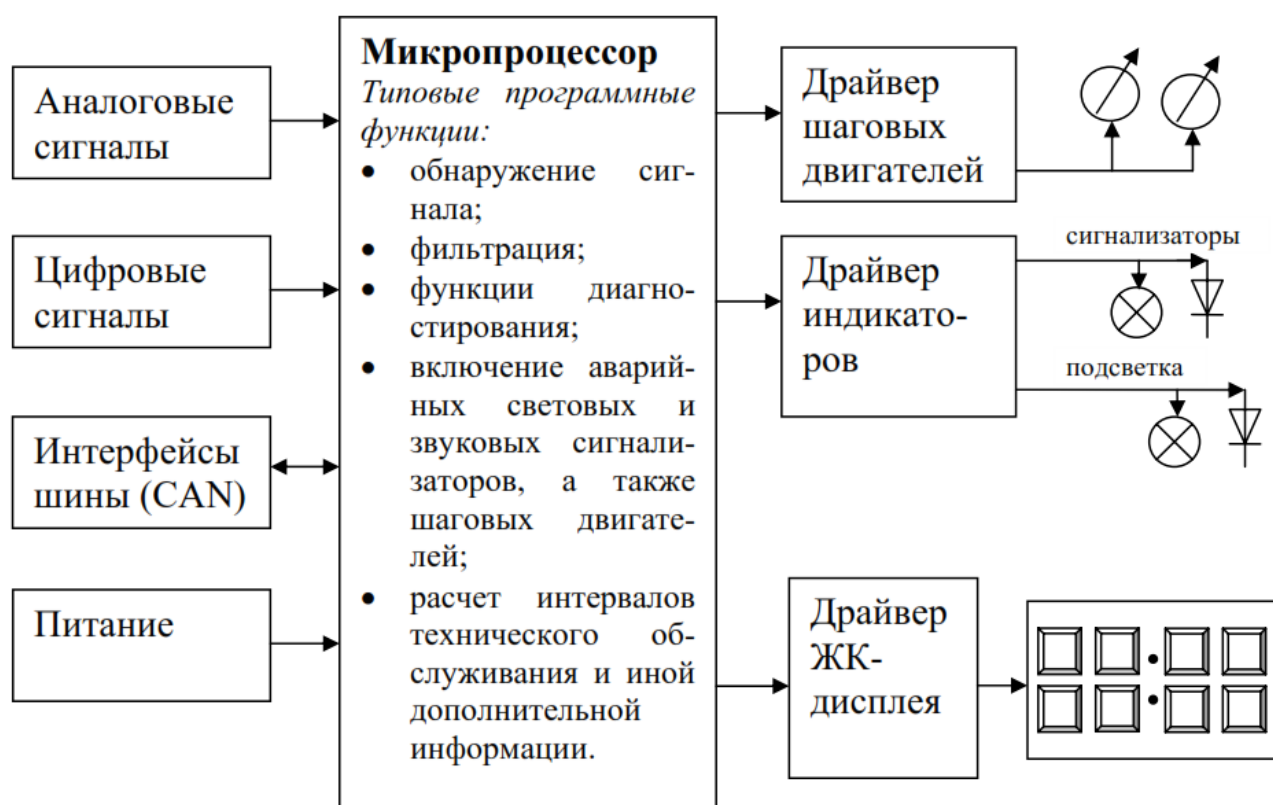 Аналоговые
сигналы
Цифровые
сигналы
Интерфейсы
шины (CAN)
Питание
Микропроцессор
Типовые программные
функции:
• обнаружение сиг-
нала;
• фильтрация;
• функции диагно-
стирования;
• включение аварий-
ных световых и
звуковых сигнали-
заторов, а также
шаговых двигате-
лей;
• расчет интервалов
технического об-
служивания и иной
дополнительной
информации.
Драйвер
шаговых
двигателей
Драйвер
индикато-
ров
сигнализаторы
подсветка
Драйвер
ЖК-
дисплея